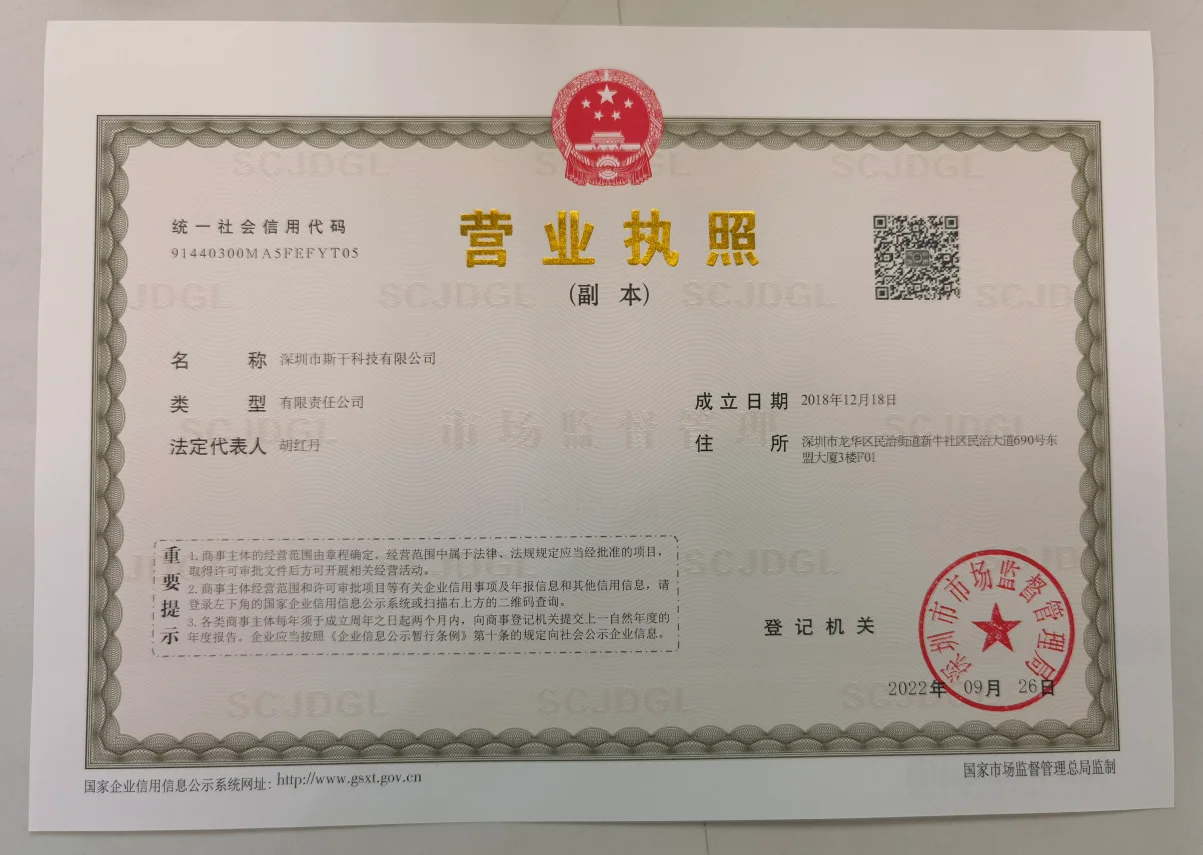 统一社会信用代码
91440300MA5FEFYT05
营业执照
(副 本)
名 称 深圳市斯干科技有限公司
类 型 有限责任公司
法定代表人 胡红丹
成立日期 2018年12月18日
住 所 深圳市龙华区民治街道新牛社区民治大道690号东
盟大厦3楼F01
重要提示
1.商事主体的经营范围由章程确定，经营范围中属于法律、法规规定应当经批准的项目，
取得许可审批文件后方可开展相关经营活动。
2.商事主体经营范围和许可审批项目等有关企业信用事项及年报信息和其他信用信息，请
登录左下角的国家企业信用信息公示系统或扫描右上方的二维码查询。
3.各类商事主体每年须于成立周年之日起两个月内，向商事登记机关提交上一自然年度的
年度报告。企业应当按照《企业信息公示暂行条例》第十条的规定向社会公示企业信息。
登记机关
深圳市市场监督管理局
2022年 09月 26日
国家企业信用信息公示系统网址: http://www.gsxt.gov.cn
国家市场监督管理总局监制
SCJDGL
市场监督管理